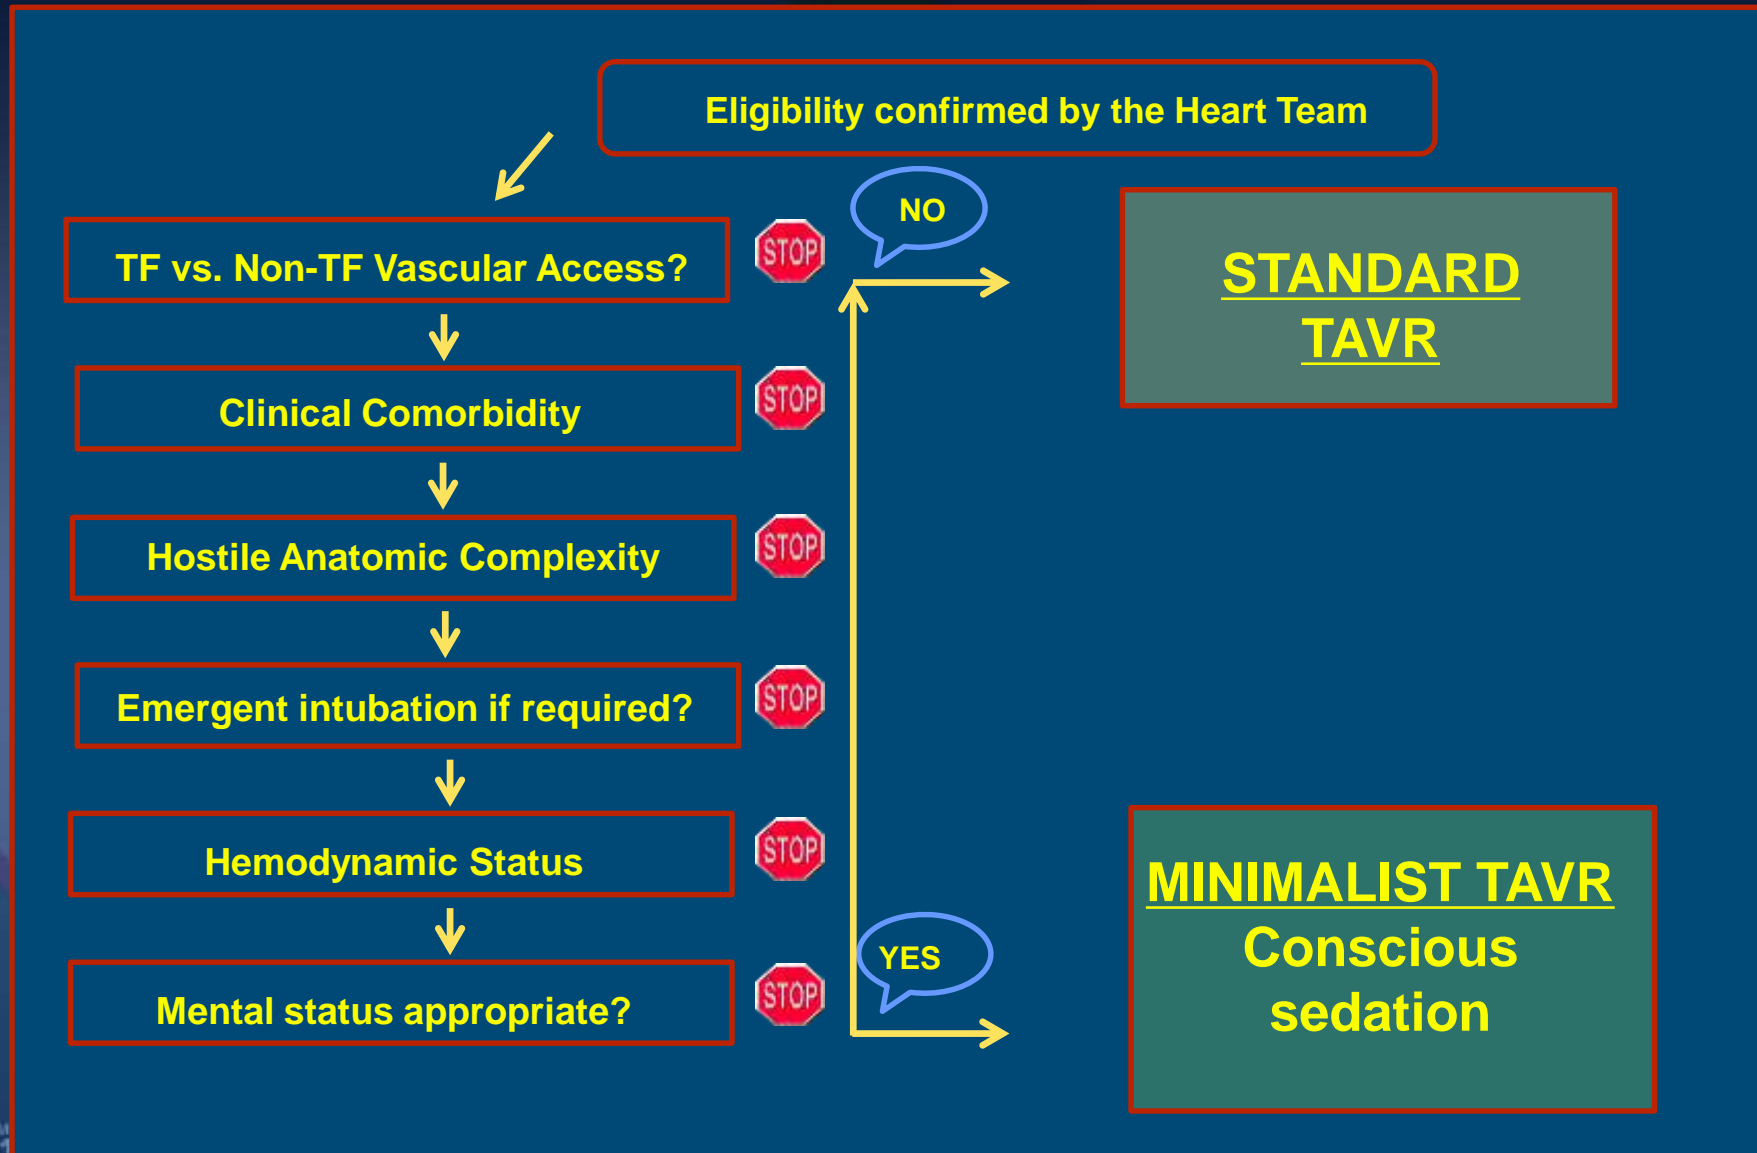 Eligibility confirmed by the Heart Team
NO
TF vs. Non-TF Vascular Access?
STOP
STANDARD
TAVR
Clinical Comorbidity
STOP
Hostile Anatomic Complexity
STOP
Emergent intubation if required?
STOP
Hemodynamic Status
STOP
MINIMALIST TAVR
Conscious
sedation
YES
Mental status appropriate?
STOP